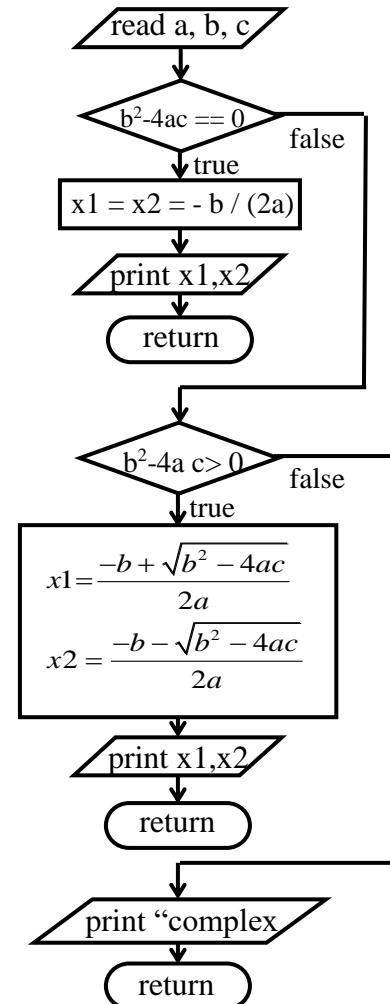 read a, b, c
b²-4ac == 0
false
true
x1 = x2 = - b / (2a)
print x1,x2
return
b²-4a c> 0
false
true
x1=(-b + √(b² - 4ac))/(2a)
x2 = (-b - √(b² - 4ac))/(2a)
print x1,x2
return
print “complex
return